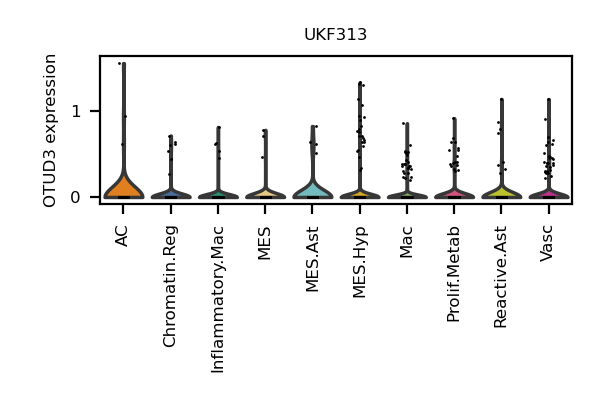 UKF313
OTUD3 expression
1
0
AC
Chromatin.Reg
Inflammatory.Mac
MES
MES.Ast
MES.Hyp
Mac
Prolif.Metab
Reactive.Ast
Vasc